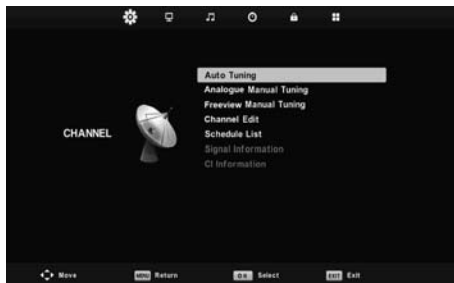 Auto Tuning
Analogue Manual Tuning
Freeview Manual Tuning
Channel Edit
CHANNEL
Schedule List
Signal Information
CI Information
Move
MENU Return
OK Select
EXIT Exit